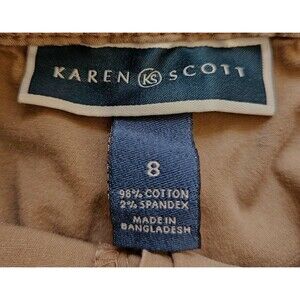 KAREN KS SCOTT
8
98% COTTON
2% SPANDEX
MADE IN
BANGLADESH